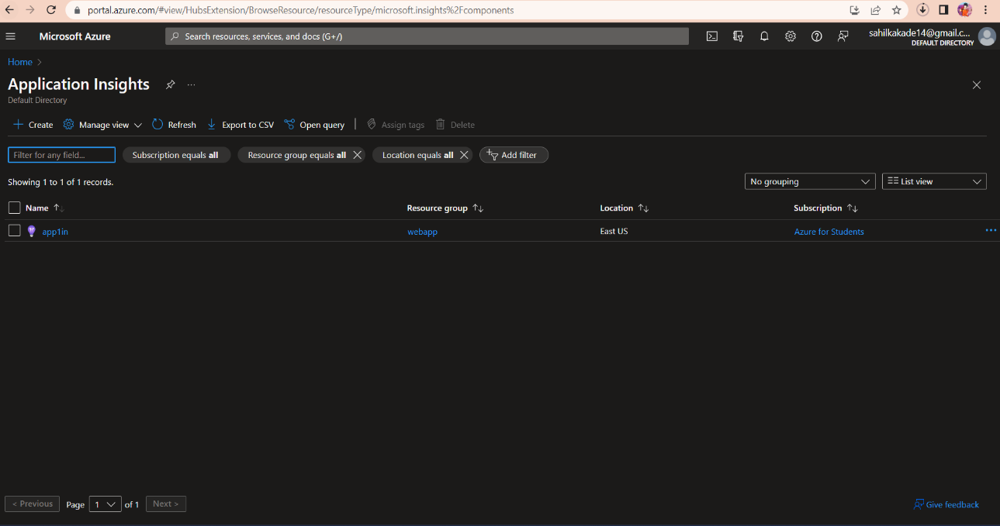 portal.azure.com/#view/HubsExtension/BrowseResource/resourceType/microsoft.insights%2Fcomponents
Microsoft Azure
Search resources, services, and docs (G+/)
sahilkakade14@gmail.c...
DEFAULT DIRECTORY
Home >
Application Insights ...
Default Directory
+ Create Manage view Refresh Export to CSV Open query | Assign tags Delete
Filter for any field... Subscription equals all Resource group equals all Location equals all Add filter
Showing 1 to 1 of 1 records. No grouping List view
Name Resource group Location Subscription
app1in webapp East US Azure for Students ...
< Previous Page 1 of 1 Next > Give feedback